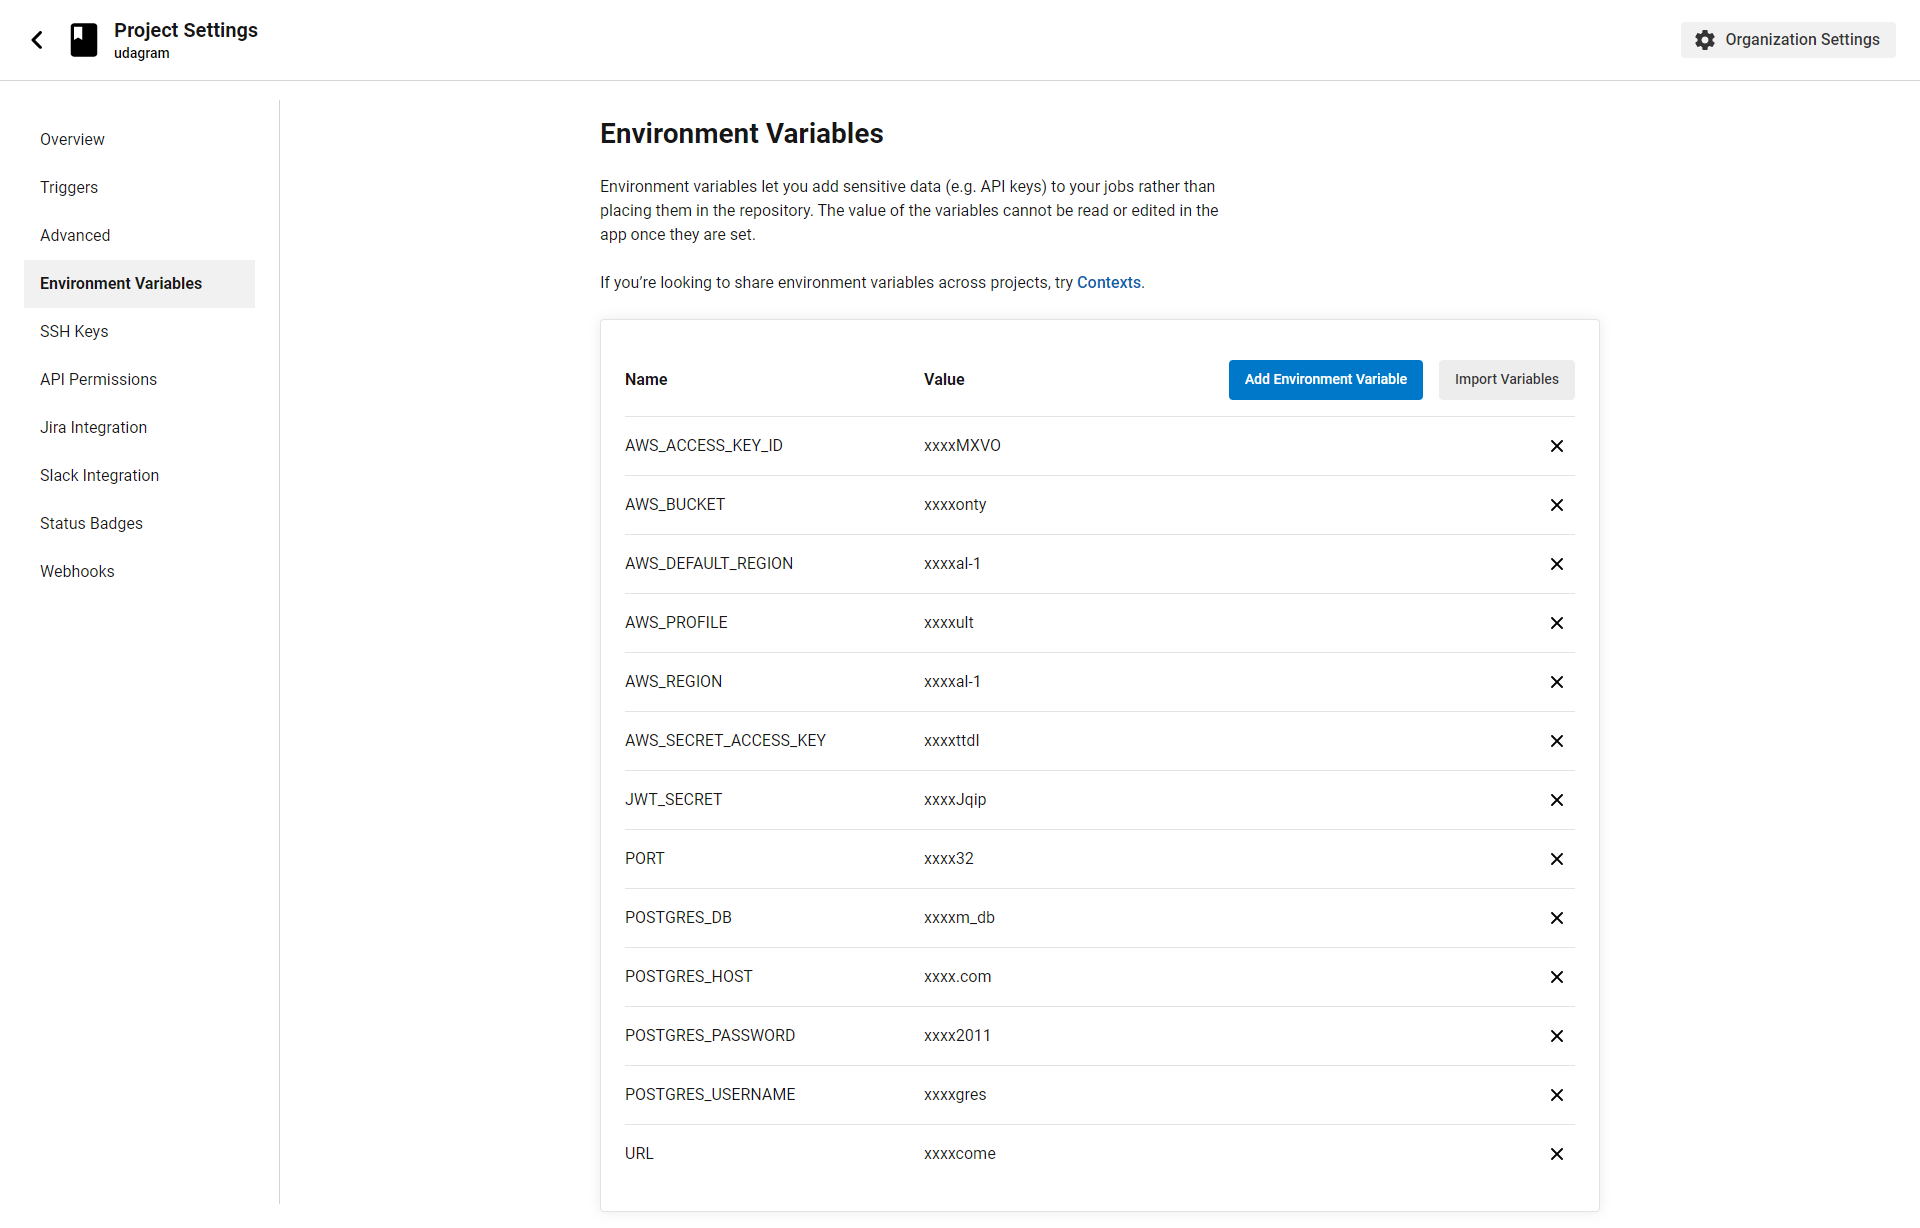 Project Settings
udagram
Organization Settings
Overview
Triggers
Advanced
Environment Variables
SSH Keys
API Permissions
Jira Integration
Slack Integration
Status Badges
Webhooks
Environment Variables
Environment variables let you add sensitive data (e.g. API keys) to your jobs rather than
placing them in the repository. The value of the variables cannot be read or edited in the
app once they are set.
If you’re looking to share environment variables across projects, try Contexts.
Name Value Add Environment Variable Import Variables
AWS_ACCESS_KEY_ID xxxxMXVO
AWS_BUCKET xxxxonty
AWS_DEFAULT_REGION xxxxal-1
AWS_PROFILE xxxxult
AWS_REGION xxxxal-1
AWS_SECRET_ACCESS_KEY xxxxttdl
JWT_SECRET xxxxJqip
PORT xxxx32
POSTGRES_DB xxxxm_db
POSTGRES_HOST xxxx.com
POSTGRES_PASSWORD xxxx2011
POSTGRES_USERNAME xxxxgres
URL xxxxcome